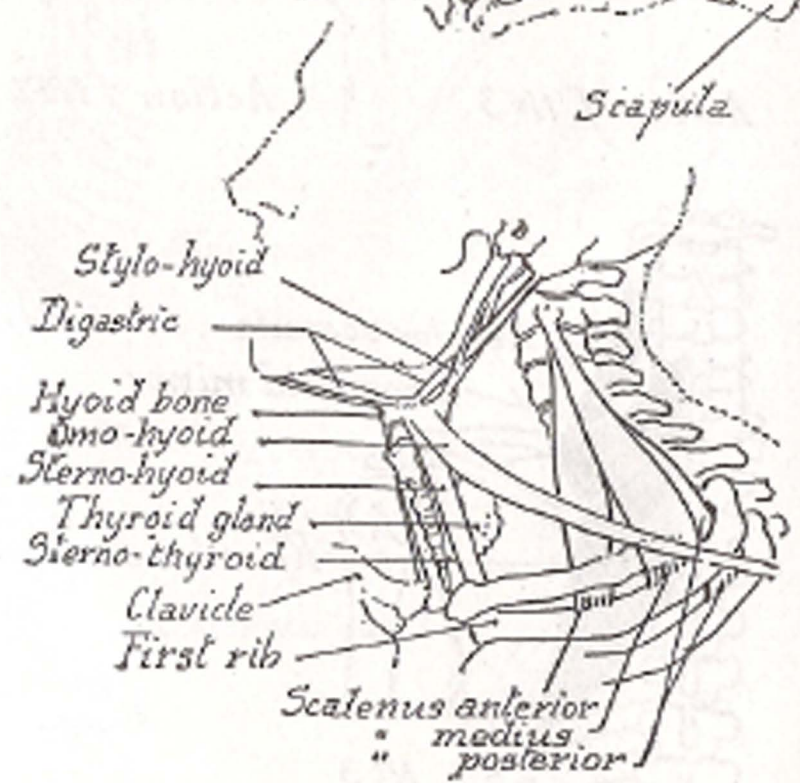 Scapula
Stylo-hyoid
Digastric
Hyoid bone
Omo-hyoid
Sterno-hyoid
Thyroid gland
Sterno-thyroid
Clavicle
First rib
Scalenus anterior
" medius
" posterior